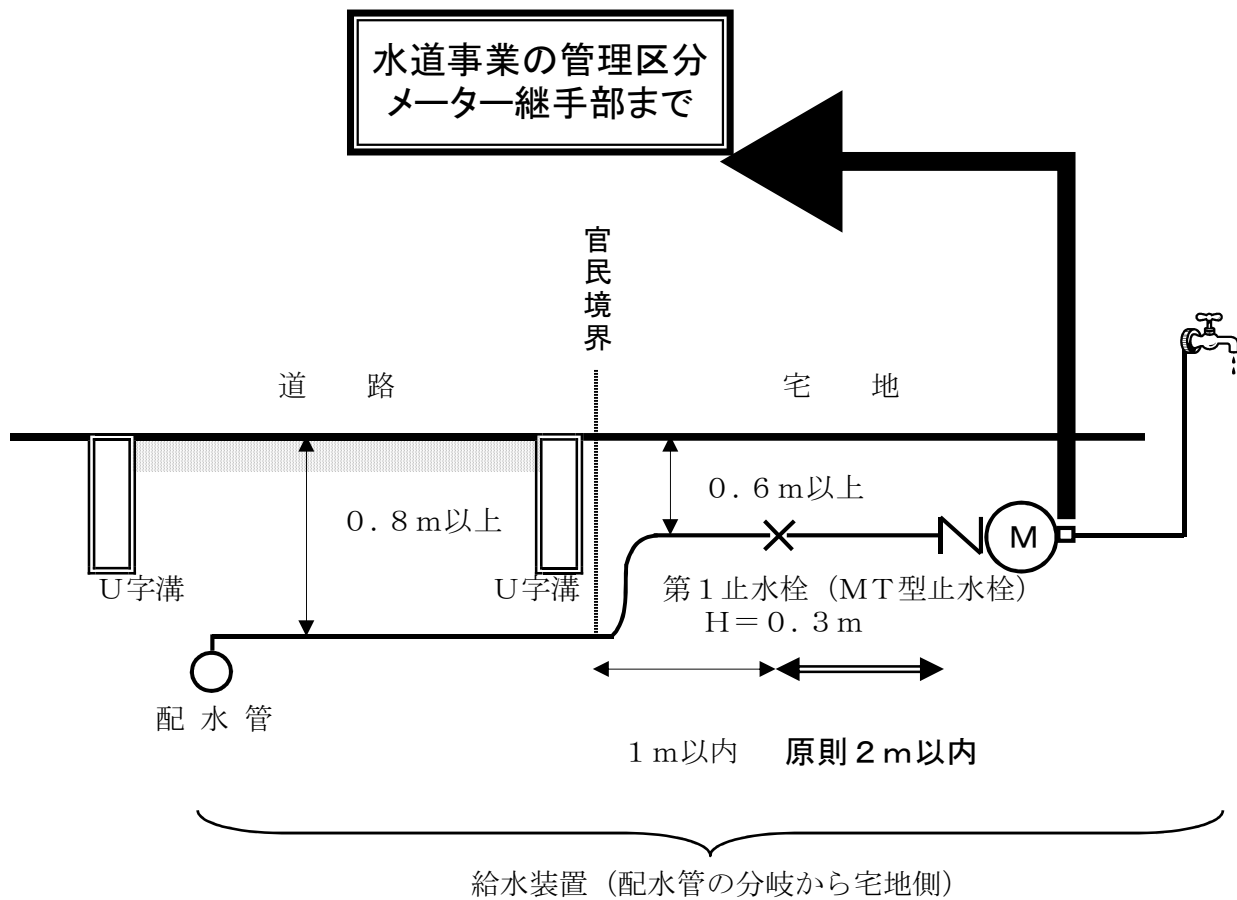 水道事業の管理区分
メーター継手部まで
官民境界
道　路
宅　地
0.8m以上
0.6m以上
M
U字溝
U字溝
第1止水栓（MT型止水栓）
H＝0.3m
配 水 管
1m以内
原則2m以内
給水装置（配水管の分岐から宅地側）